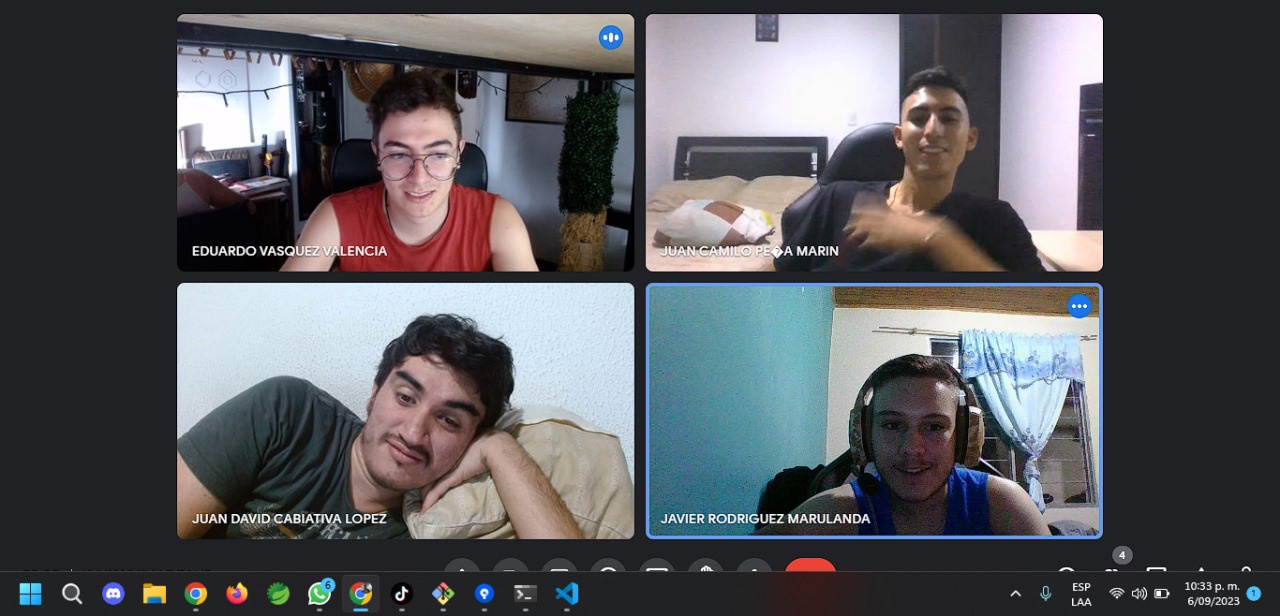 EDUARDO VASQUEZ VALENCIA
JUAN CAMILO PE�A MARIN
JUAN DAVID CABIATIVA LOPEZ
JAVIER RODRIGUEZ MARULANDA
4
6
ESP
LAA
10:33 p. m.
6/09/2023
1